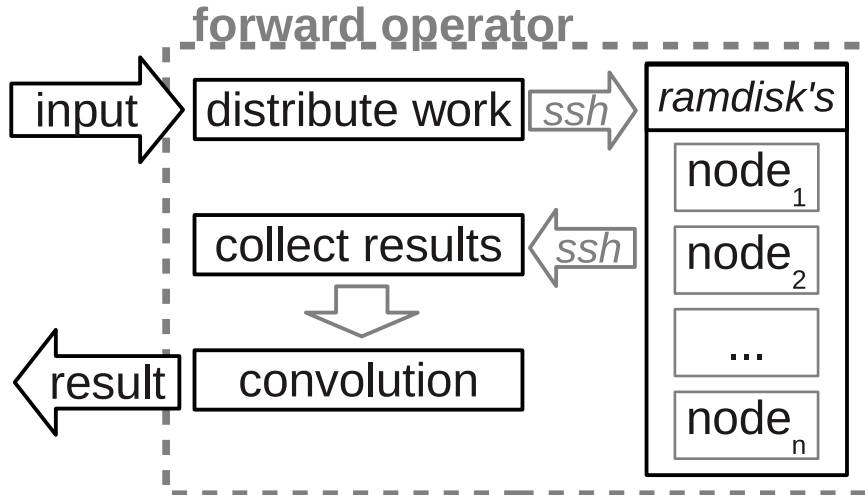 forward operator
input
distribute work
ssh
ramdisk's
node1
collect results
ssh
node2
...
result
convolution
noden